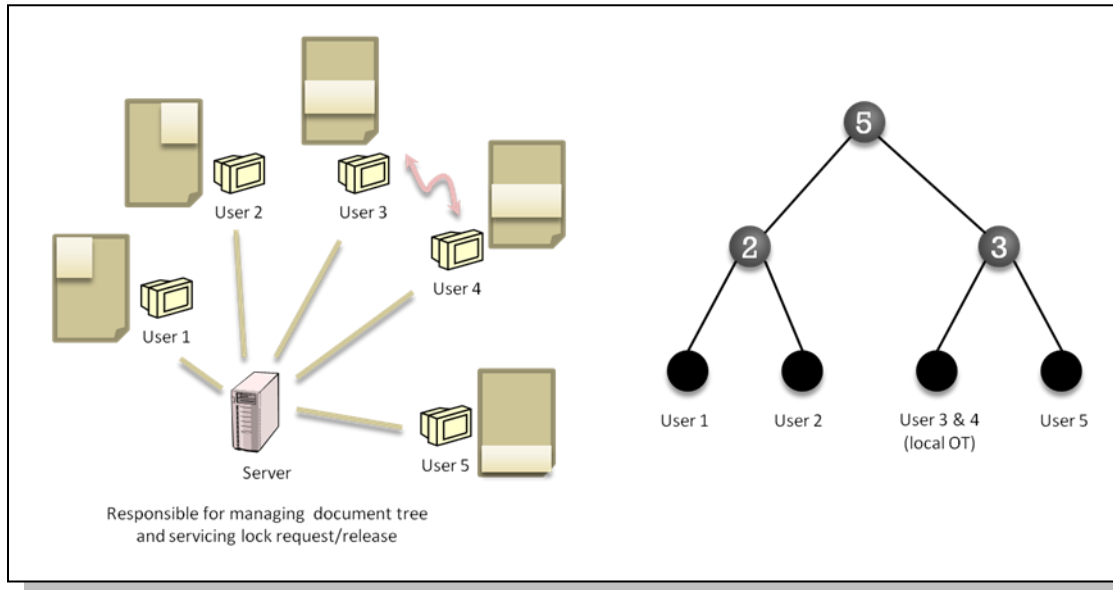 User 2
User 3
User 4
User 1
User 5
Server
Responsible for managing document tree
and servicing lock request/release
5
2
3
User 1
User 2
User 3 & 4
(local OT)
User 5